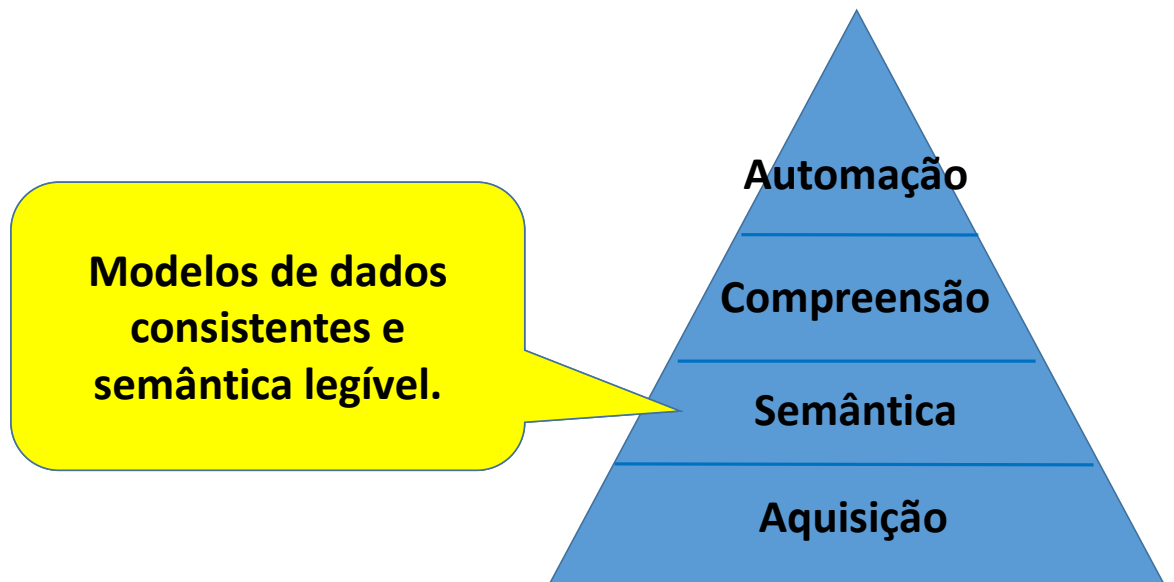 Automação
Modelos de dados
consistentes e
semântica legível.
Compreensão
Semântica
Aquisição